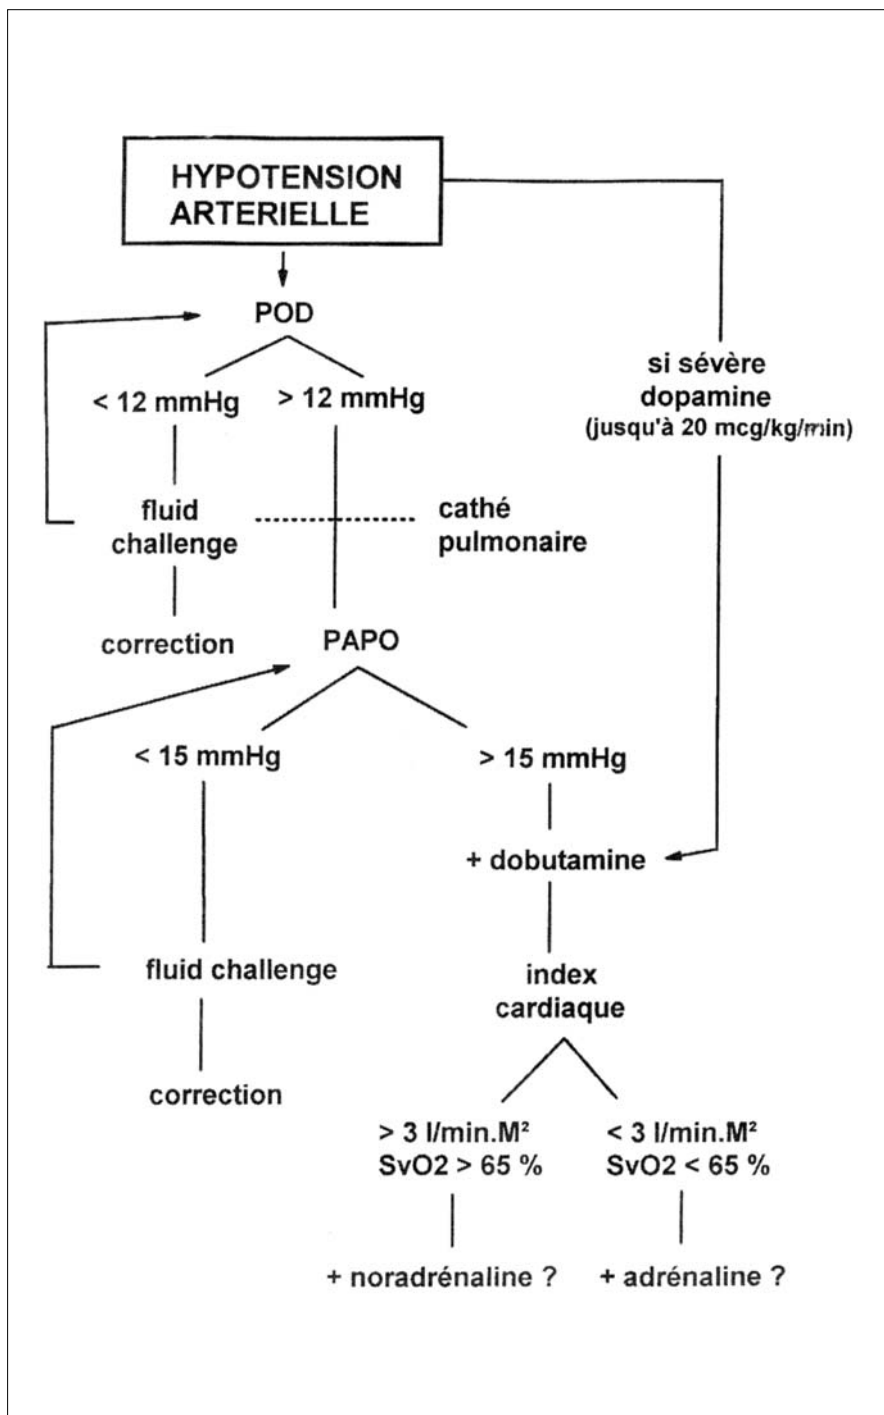 HYPOTENSION
ARTERIELLE
POD
< 12 mmHg > 12 mmHg
si sévère
dopamine
(jusqu'à 20 mcg/kg/min)
fluid
challenge
cathé
pulmonaire
correction
PAPO
< 15 mmHg
> 15 mmHg
+ dobutamine
fluid challenge
index
cardiaque
correction
> 3 l/min.M²
SvO2 > 65 %
< 3 l/min.M²
SvO2 < 65 %
+ noradrénaline ?
+ adrénaline ?